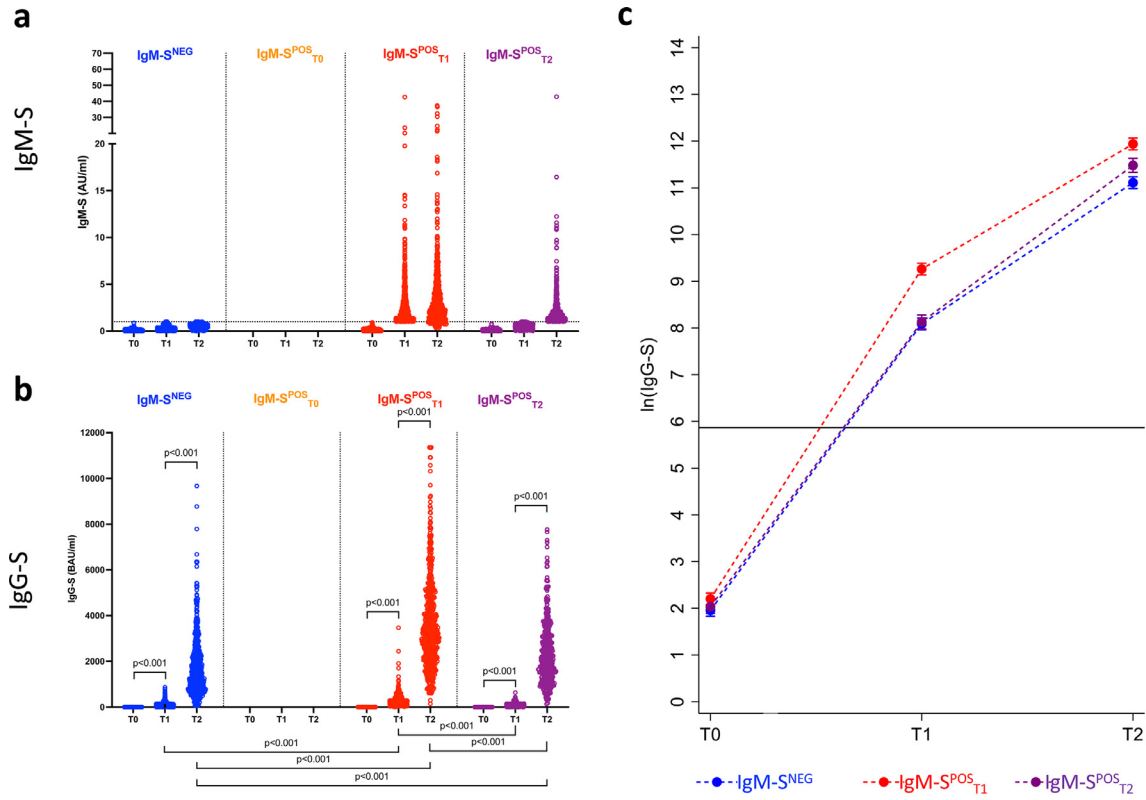 a
IgM-S
IgM-S^NEG IgM-S^POS_T0 IgM-S^POS_T1 IgM-S^POS_T2
IgM-S (AU/ml)
70
60
50
40
30
20
15
10
5
0
T0 T1 T2 T0 T1 T2 T0 T1 T2 T0 T1 T2
b
IgG-S
IgM-S^NEG IgM-S^POS_T0 IgM-S^POS_T1 IgM-S^POS_T2
IgG-S (BAU/ml)
p<0.001
12000
p<0.001
10000
p<0.001
8000
6000
4000
p<0.001
2000
p<0.001
p<0.001
0
T0 T1 T2 T0 T1 T2 T0 T1 T2 T0 T1 T2
p<0.001
p<0.001
p<0.001
p<0.001
p<0.001
c
ln(IgG-S)
14
13
12
11
10
9
8
7
6
5
4
3
2
1
0
T0 T1 T2
IgM-S^NEG IgM-S^POS_T1 IgM-S^POS_T2